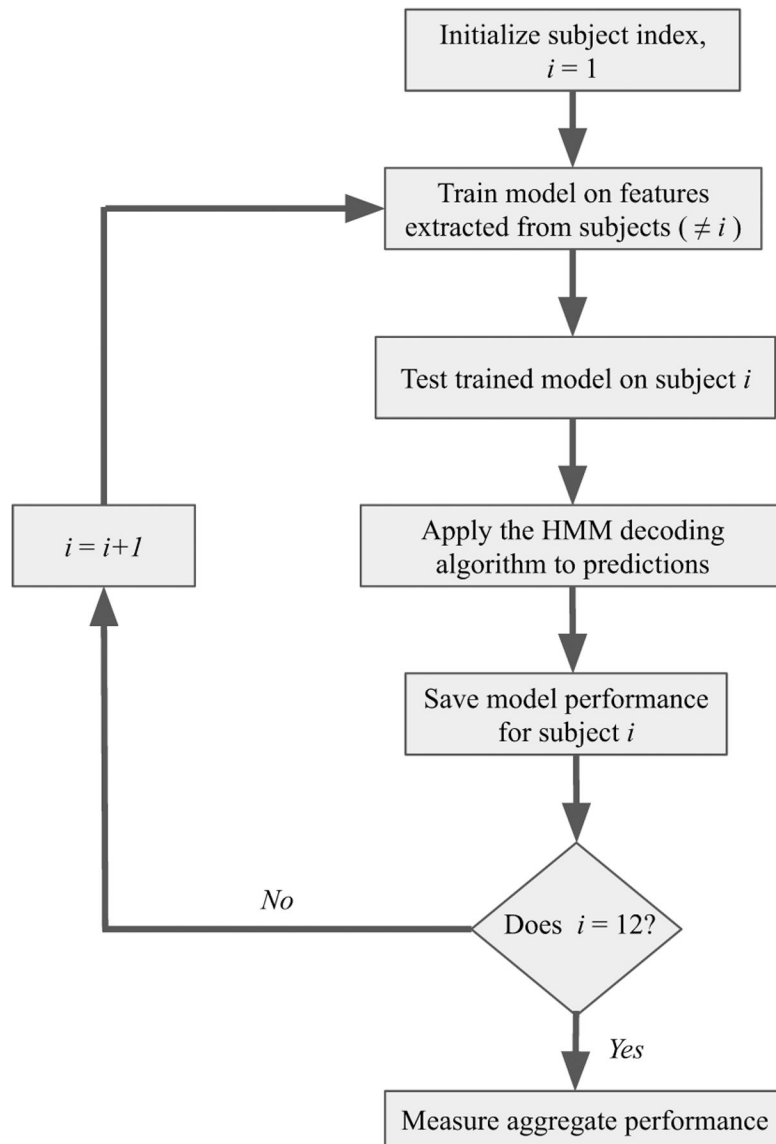 Initialize subject index,
i = 1
Train model on features
extracted from subjects ( ≠ i )
Test trained model on subject i
Apply the HMM decoding
algorithm to predictions
i = i+1
Save model performance
for subject i
Does i = 12?
No
Yes
Measure aggregate performance